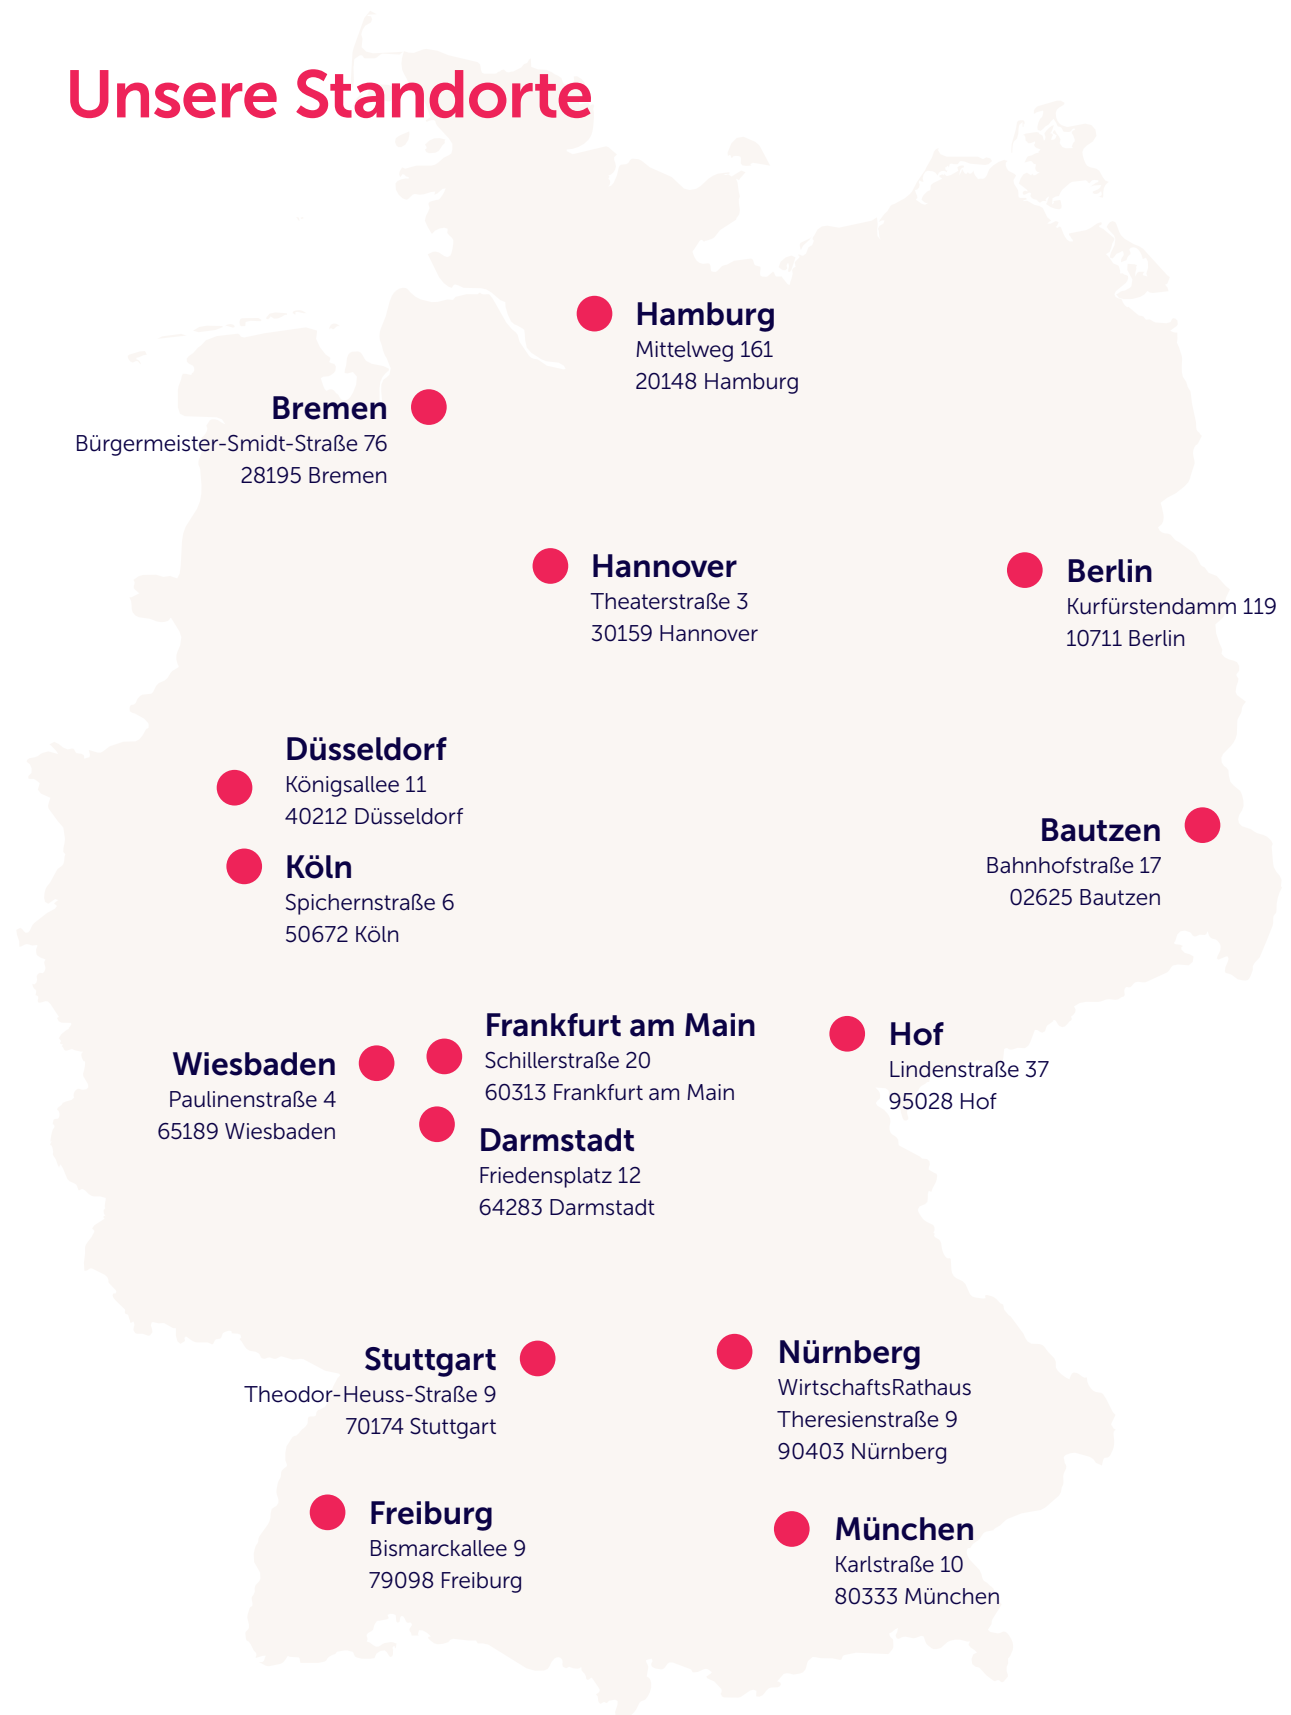 Unsere Standorte
Hamburg
Mittelweg 161
20148 Hamburg
Bremen
Bürgermeister-Smidt-Straße 76
28195 Bremen
Hannover
Theaterstraße 3
30159 Hannover
Berlin
Kurfürstendamm 119
10711 Berlin
Düsseldorf
Königsallee 11
40212 Düsseldorf
Köln
Spichernstraße 6
50672 Köln
Bautzen
Bahnhofstraße 17
02625 Bautzen
Frankfurt am Main
Schillerstraße 20
60313 Frankfurt am Main
Wiesbaden
Paulinenstraße 4
65189 Wiesbaden
Hof
Lindenstraße 37
95028 Hof
Darmstadt
Friedensplatz 12
64283 Darmstadt
Stuttgart
Theodor-Heuss-Straße 9
70174 Stuttgart
Nürnberg
WirtschaftsRathaus
Theresienstraße 9
90403 Nürnberg
Freiburg
Bismarckallee 9
79098 Freiburg
München
Karlstraße 10
80333 München